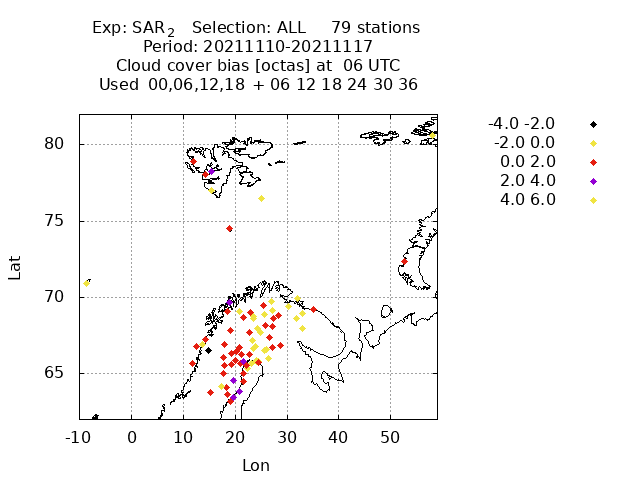 Exp: SAR2 Selection: ALL 79 stations
Period: 20211110-20211117
Cloud cover bias [octas] at 06 UTC
Used 00,06,12,18 + 06 12 18 24 30 36
-4.0 -2.0
-2.0 0.0
0.0 2.0
2.0 4.0
4.0 6.0
80
75
70
65
Lat
-10 0 10 20 30 40 50
Lon